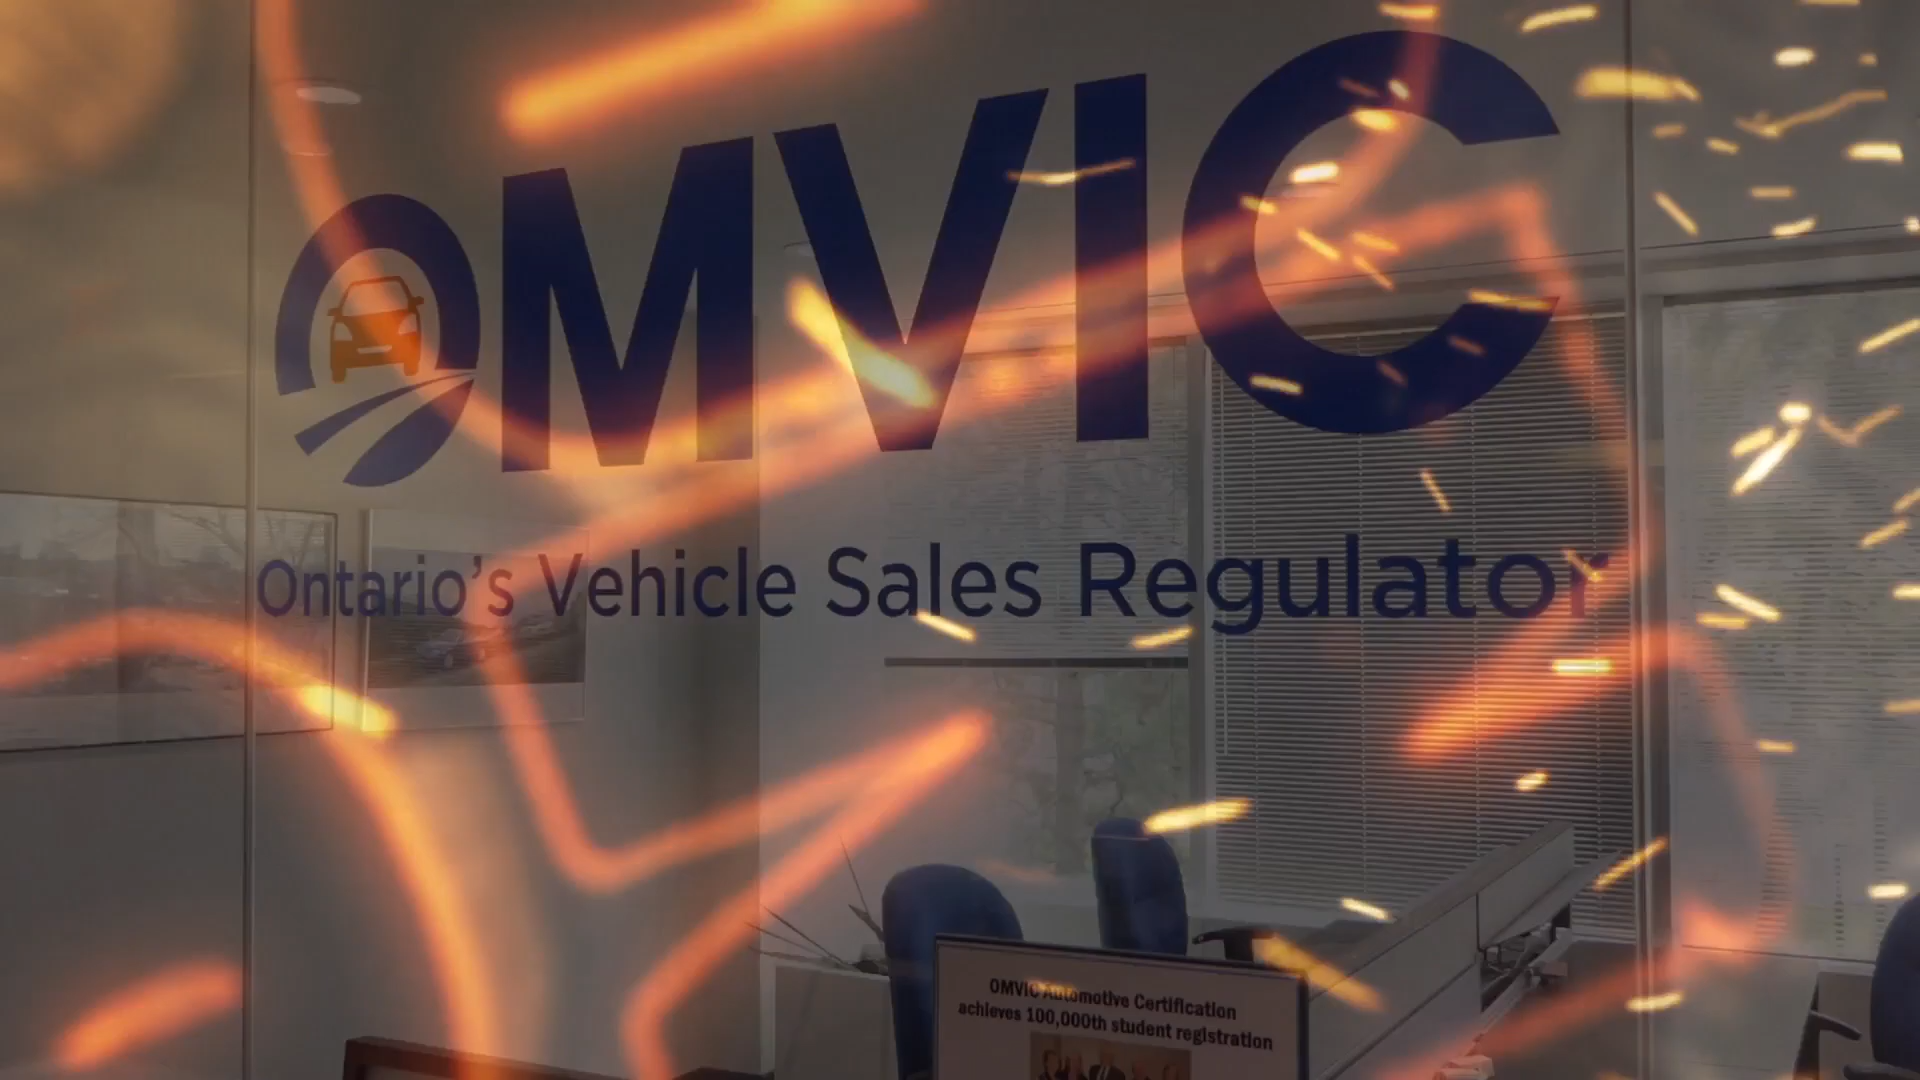 OMVIC
Ontario's Vehicle Sales Regulator
OMVIC Automotive Certification
achieves 100,000th student registration